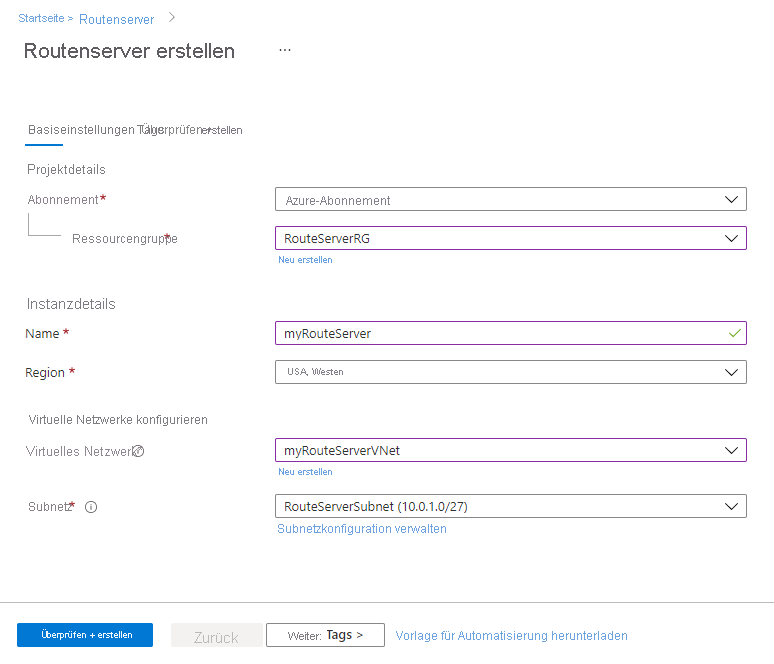 Startseite > Routenserver >
Routenserver erstellen ...
Basiseinstellungen Tags Überprüfen + erstellen
Projektdetails
Abonnement * Azure-Abonnement
Ressourcengruppe * RouteServerRG
Neu erstellen
Instanzdetails
Name * myRouteServer
Region * USA, Westen
Virtuelle Netzwerke konfigurieren
Virtuelles Netzwerk myRouteServerVNet
Neu erstellen
Subnetz * RouteServerSubnet (10.0.1.0/27)
Subnetzkonfiguration verwalten
Überprüfen + erstellen Zurück Weiter: Tags > Vorlage für Automatisierung herunterladen